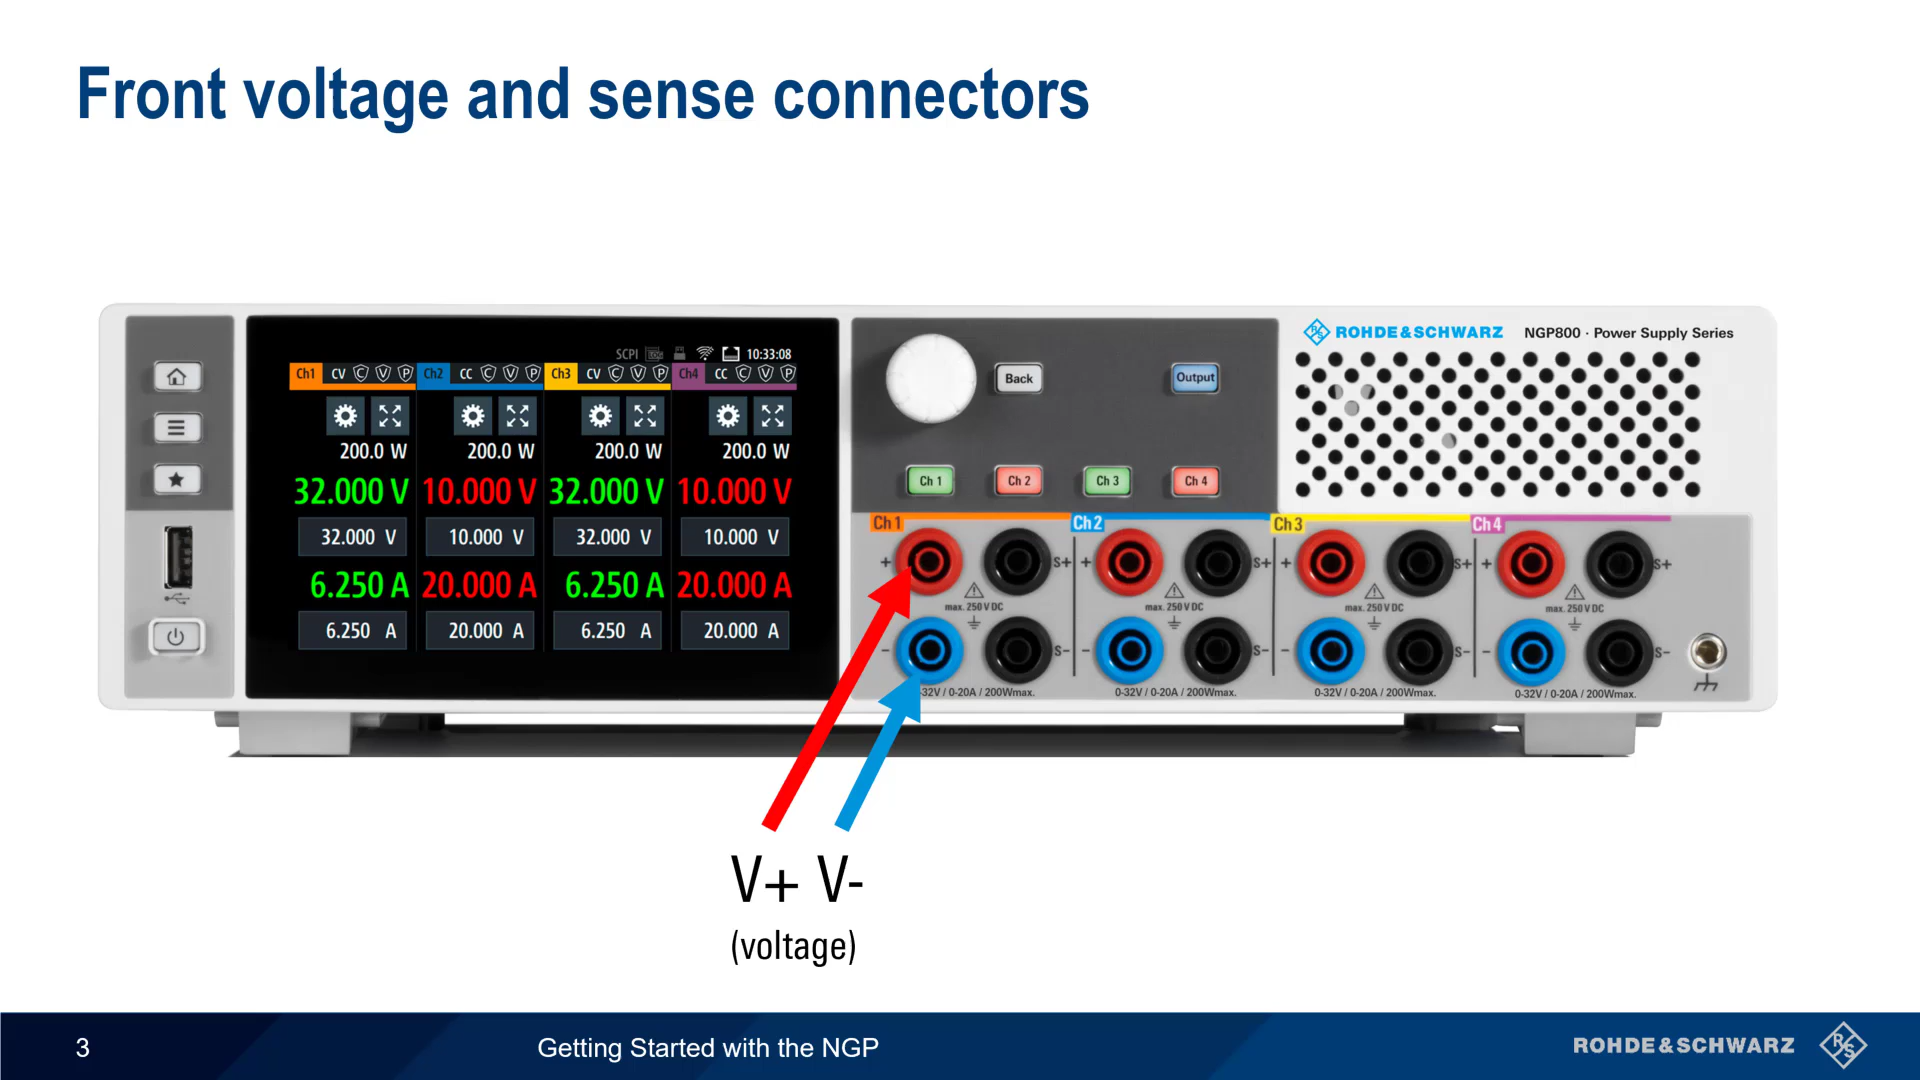 Front voltage and sense connectors
ROHDE&SCHWARZ NGP800 · Power Supply Series
SCPI LOG 10:33:08
Ch1 CV C V P Ch2 CC C V P Ch3 CV C V P Ch4 CC C V P
200.0 W 200.0 W 200.0 W 200.0 W
32.000 V 10.000 V 32.000 V 10.000 V
32.000 V 10.000 V 32.000 V 10.000 V
6.250 A 20.000 A 6.250 A 20.000 A
6.250 A 20.000 A 6.250 A 20.000 A
Back Output
Ch 1 Ch 2 Ch 3 Ch 4
Ch1 Ch2 Ch3 Ch4
+ S+ + S+ + S+ + S+
max. 250 V DC max. 250 V DC max. 250 V DC max. 250 V DC
- S- - S- - S- - S-
-32V / 0-20A / 200Wmax. 0-32V / 0-20A / 200Wmax. 0-32V / 0-20A / 200Wmax. 0-32V / 0-20A / 200Wmax.
V+ V-
(voltage)
3 Getting Started with the NGP ROHDE&SCHWARZ R S